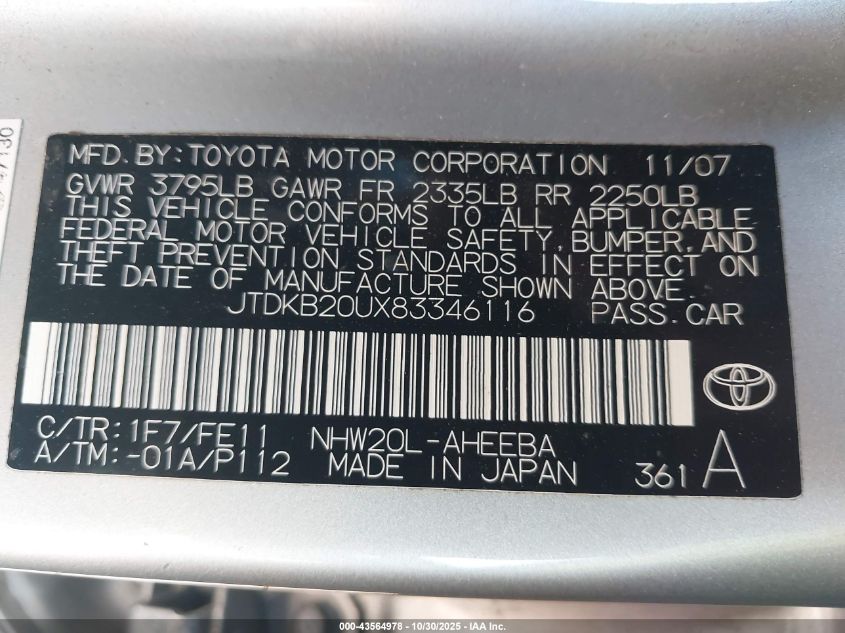 MFD.BY:TOYOTA MOTOR CORPORATION 11/07
GVWR 3795LB GAWR FR 2335LB RR 2250LB
THIS VEHICLE CONFORMS TO ALL APPLICABLE
FEDERAL MOTOR VEHICLE SAFETY, BUMPER, AND
THEFT PREVENTION STANDARDS IN EFFECT ON
THE DATE OF MANUFACTURE SHOWN ABOVE.
JTDKB20UX83346116 PASS.CAR
C/TR:1F7/FE11 NHW20L-AHEEBA
A/TM:-01A/P112 MADE IN JAPAN 361 A
000-43564978 - 10/30/2025 - IAA Inc.